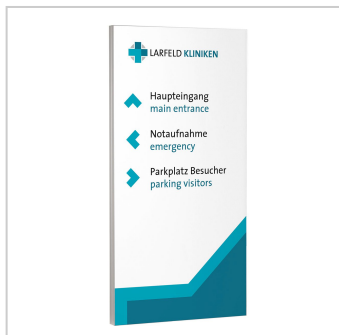 LARFELD KLINIKEN
Haupteingang
main entrance
Notaufnahme
emergency
Parkplatz Besucher
parking visitors